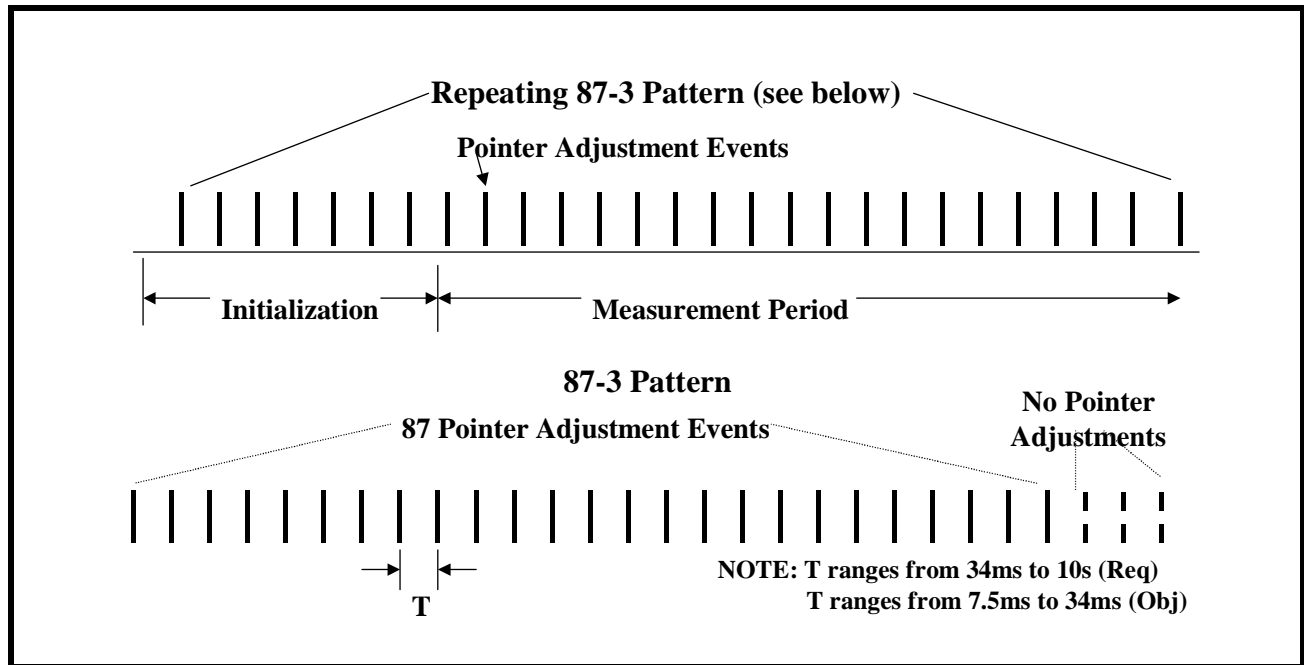 Repeating 87-3 Pattern (see below)
Pointer Adjustment Events
Initialization
Measurement Period
87-3 Pattern
87 Pointer Adjustment Events
No Pointer
Adjustments
T
NOTE: T ranges from 34ms to 10s (Req)
T ranges from 7.5ms to 34ms (Obj)